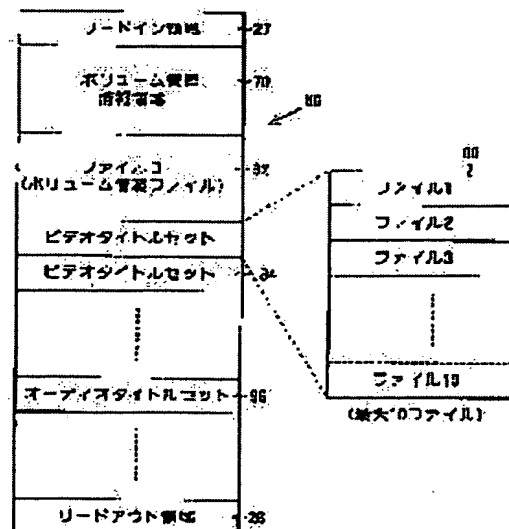 リードイン領域
27
ボリューム管理
情報領域
70
80
ファイル0
(ボリューム情報ファイル)
ビデオタイトルセット
ビデオタイトルセット
オーディオタイトルセット
96
リードアウト領域
26
ファイル1
ファイル2
ファイル3
ファイル10
(最大10ファイル)